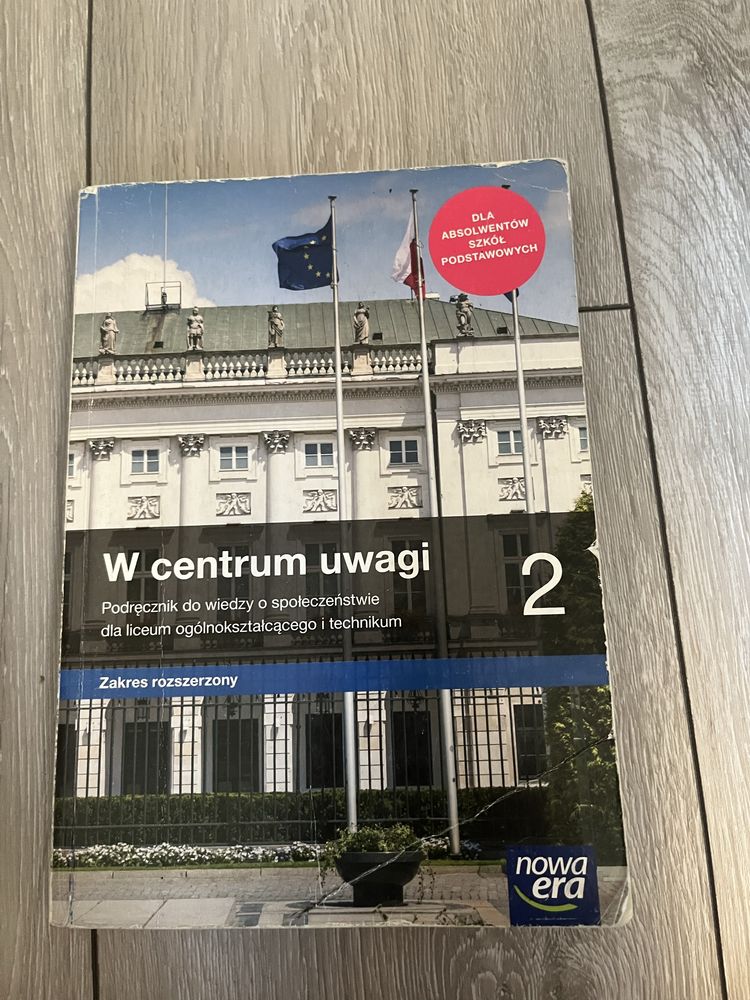 DLA
ABSOLWENTÓW
SZKÓŁ
PODSTAWOWYCH
W centrum uwagi
2
Podręcznik do wiedzy o społeczeństwie
dla liceum ogólnokształcącego i technikum
Zakres rozszerzony
nowa
era